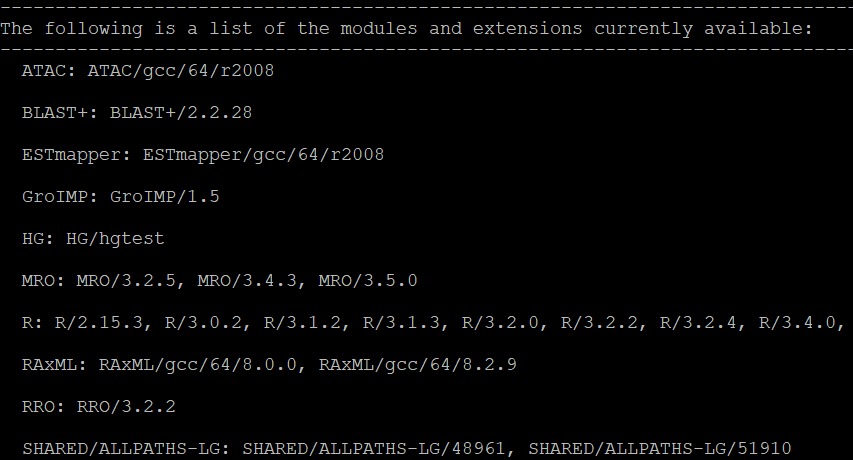 --------------------------------------------------------------------------------
The following is a list of the modules and extensions currently available:
--------------------------------------------------------------------------------
ATAC: ATAC/gcc/64/r2008
BLAST+: BLAST+/2.2.28
ESTmapper: ESTmapper/gcc/64/r2008
GroIMP: GroIMP/1.5
HG: HG/hgtest
MRO: MRO/3.2.5, MRO/3.4.3, MRO/3.5.0
R: R/2.15.3, R/3.0.2, R/3.1.2, R/3.1.3, R/3.2.0, R/3.2.2, R/3.2.4, R/3.4.0,
RAxML: RAxML/gcc/64/8.0.0, RAxML/gcc/64/8.2.9
RRO: RRO/3.2.2
SHARED/ALLPATHS-LG: SHARED/ALLPATHS-LG/48961, SHARED/ALLPATHS-LG/51910